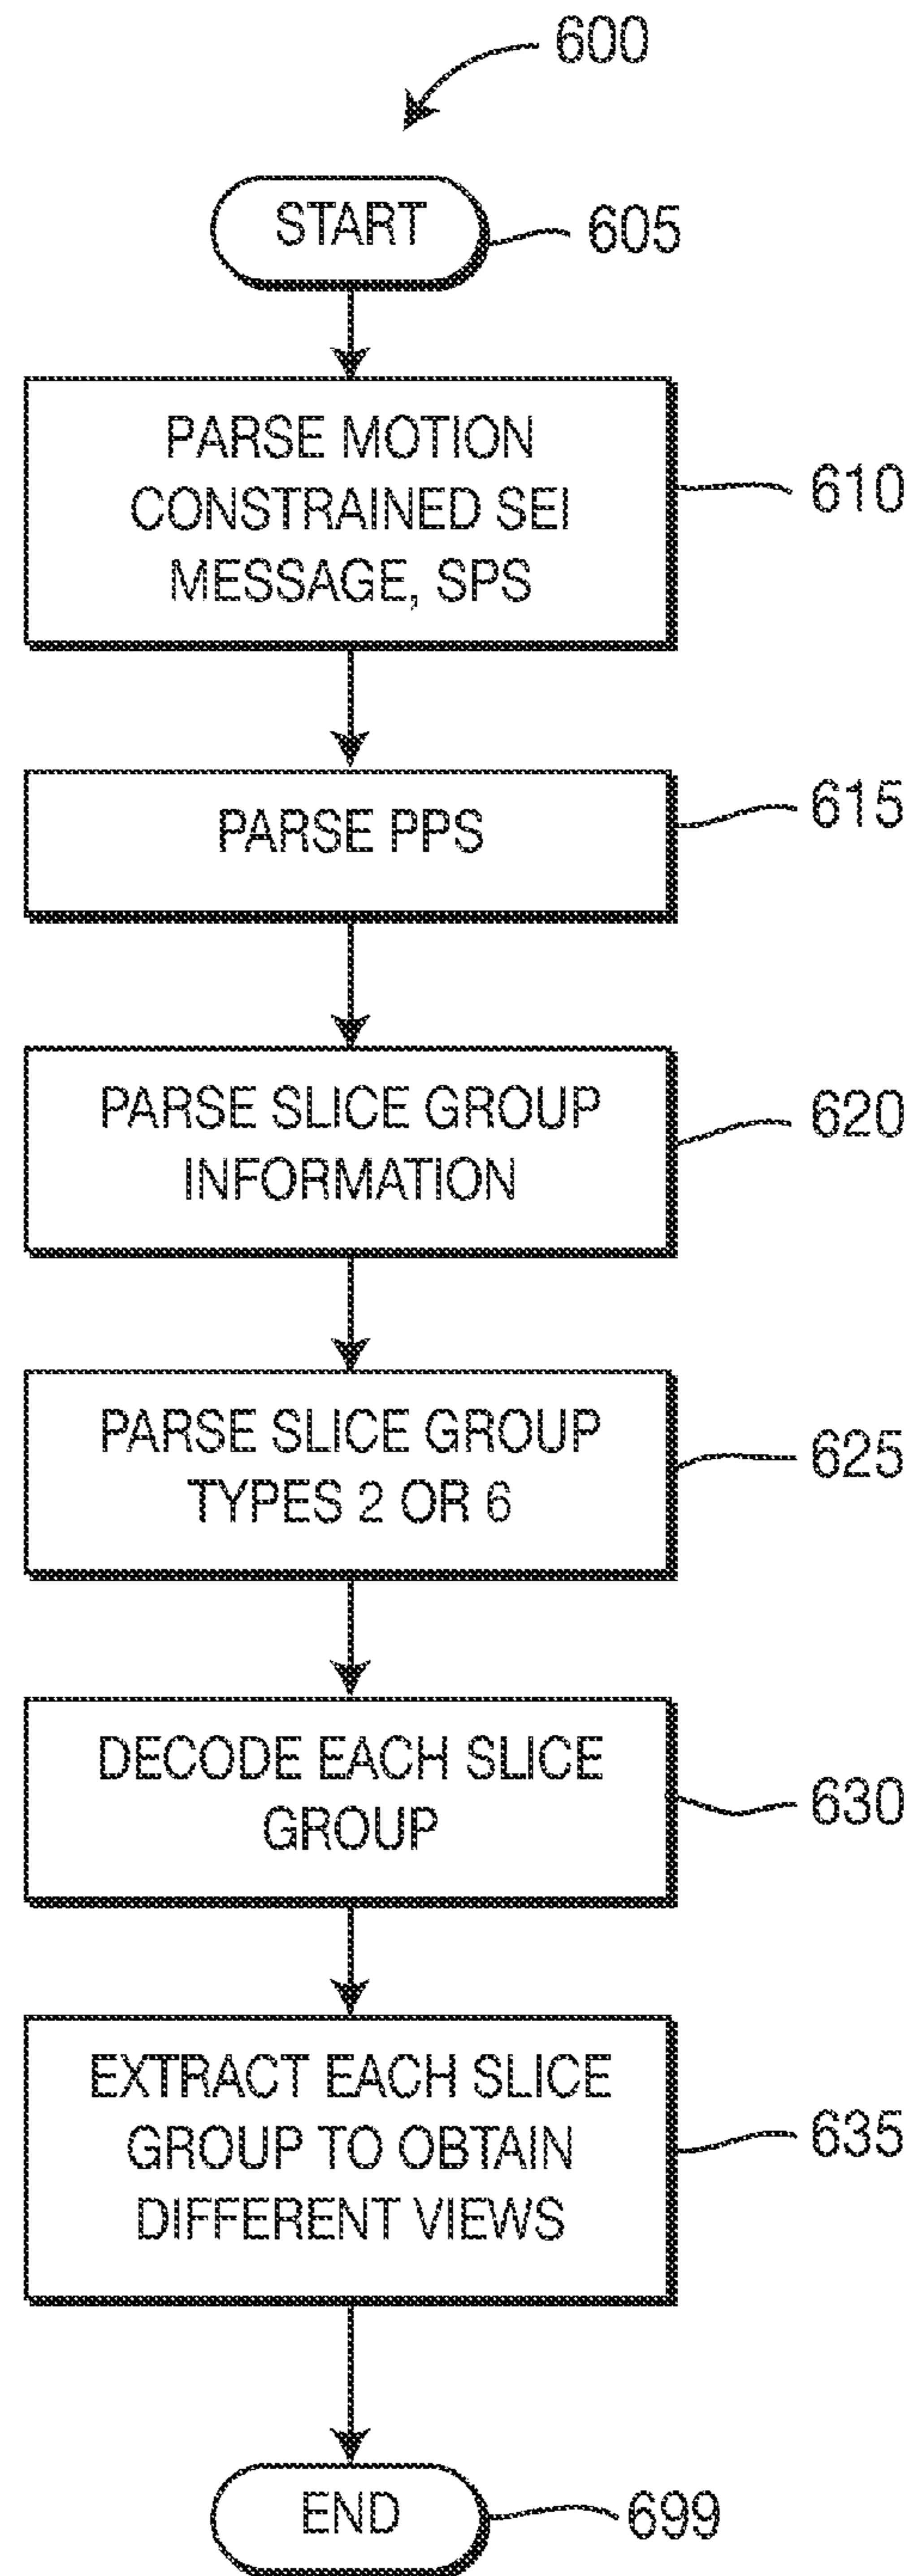 600
START
605
PARSE MOTION
CONSTRAINED SEI
MESSAGE, SPS
610
PARSE PPS
615
PARSE SLICE GROUP
INFORMATION
620
PARSE SLICE GROUP
TYPES 2 OR 6
625
DECODE EACH SLICE
GROUP
630
EXTRACT EACH SLICE
GROUP TO OBTAIN
DIFFERENT VIEWS
635
END
699